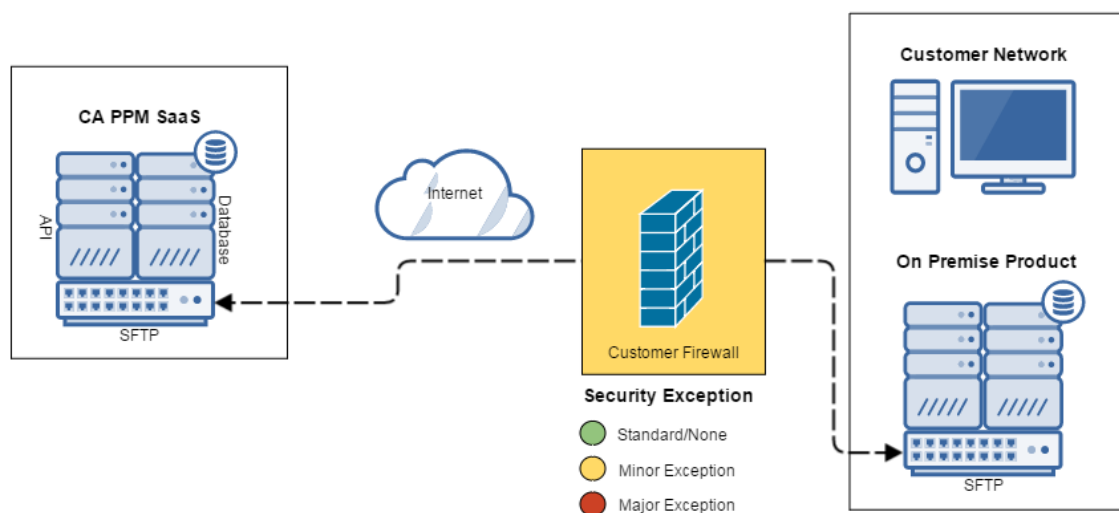 CA PPM SaaS
API
Database
SFTP
Internet
Customer Firewall
Security Exception
Standard/None
Minor Exception
Major Exception
Customer Network
On Premise Product
SFTP